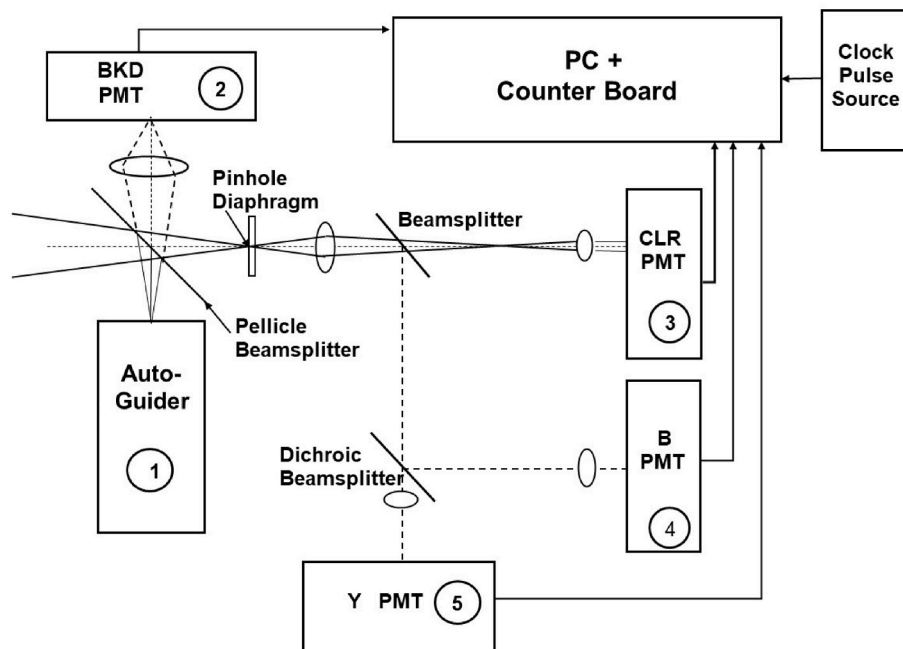 BKD
PMT
2
PC +
Counter Board
Clock
Pulse
Source
Pinhole
Diaphragm
Beamsplitter
CLR
PMT
3
Pellicle
Beamsplitter
Auto-
Guider
1
Dichroic
Beamsplitter
B
PMT
4
Y PMT 5